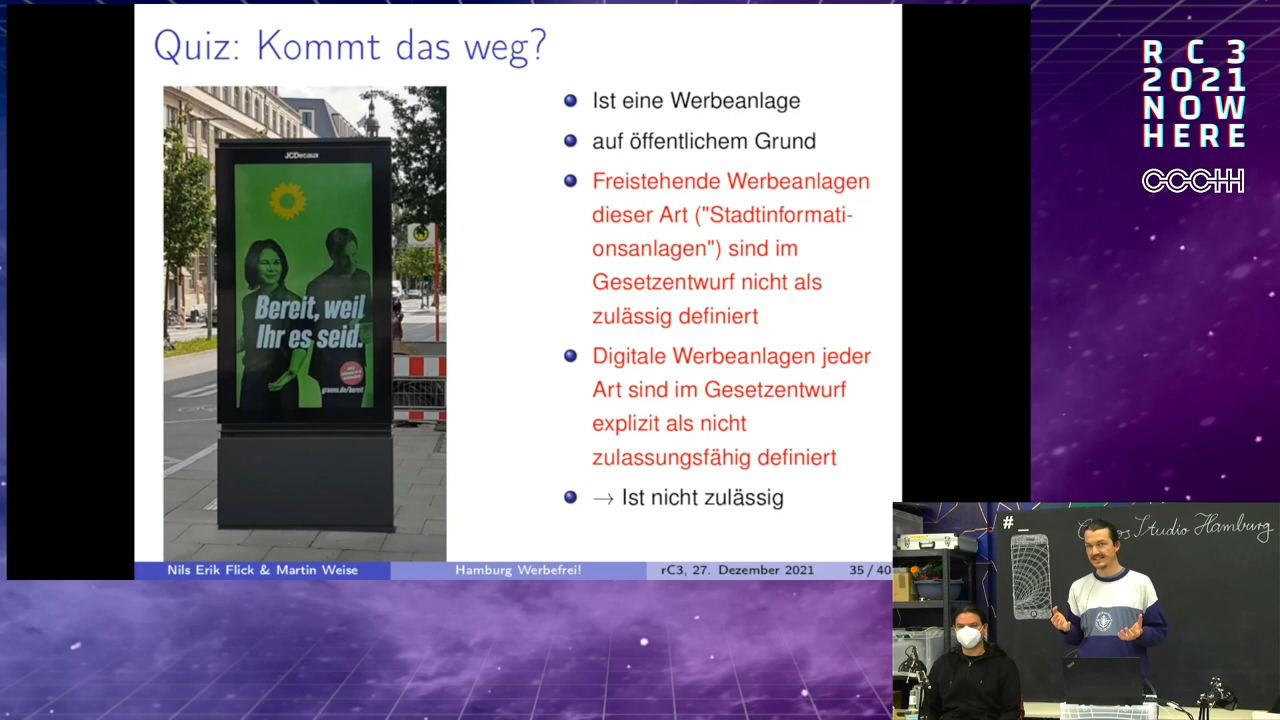 Quiz: Kommt das weg?
JCDecaux
Bereit, weil
Ihr es seid.
gruene.de/bereit
Ist eine Werbeanlage
auf öffentlichem Grund
Freistehende Werbeanlagen
dieser Art ("Stadtinformati-
onsanlagen") sind im
Gesetzentwurf nicht als
zulässig definiert
Digitale Werbeanlagen jeder
Art sind im Gesetzentwurf
explizit als nicht
zulassungsfähig definiert
→ Ist nicht zulässig
Nils Erik Flick & Martin Weise
Hamburg Werbefrei!
rC3, 27. Dezember 2021
35 / 40
RC3
2021
NOW
HERE
CCCHH
#_
Chaos Studio Hamburg